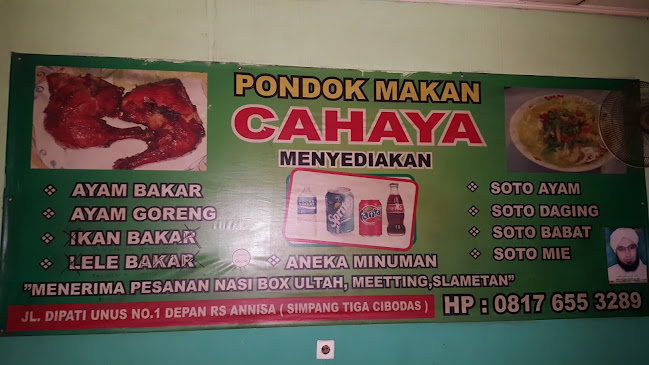 PONDOK MAKAN
CAHAYA
MENYEDIAKAN
AYAM BAKAR
AYAM GORENG
IKAN BAKAR
LELE BAKAR
Sprite
Fanta
ANEKA MINUMAN
SOTO AYAM
SOTO DAGING
SOTO BABAT
SOTO MIE
"MENERIMA PESANAN NASI BOX ULTAH, MEETTING,SLAMETAN"
JL. DIPATI UNUS NO.1 DEPAN RS ANNISA ( SIMPANG TIGA CIBODAS )
HP : 0817 655 3289